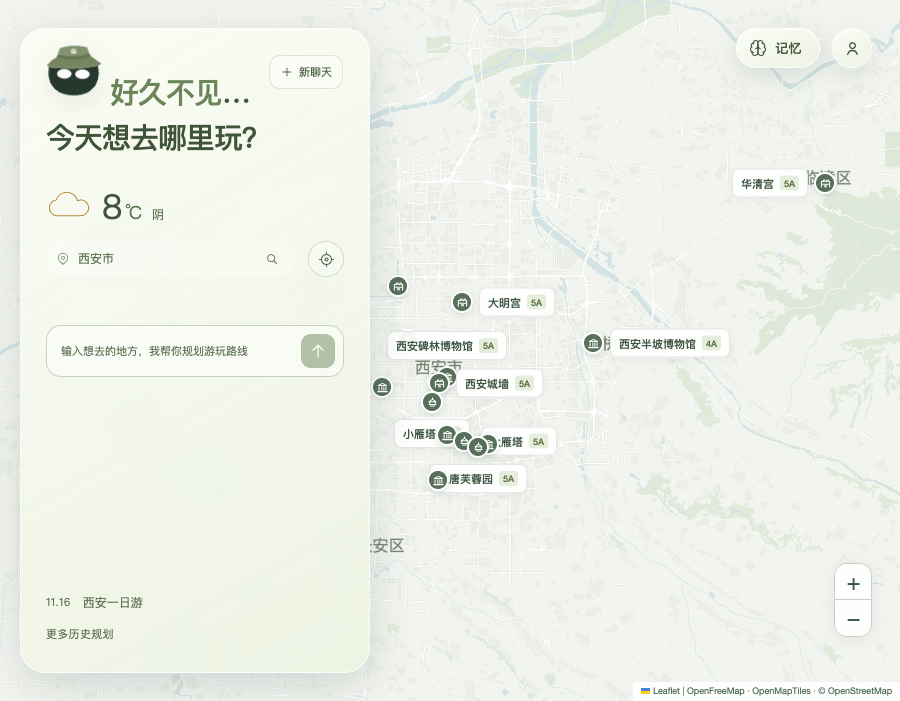 好久不见...
新聊天
今天想去哪里玩?
8°C 阴
西安市
输入想去的地方，我帮你规划游玩路线
11.16 西安一日游
更多历史规划
记忆
华清宫 5A
临潼区
大明宫 5A
西安碑林博物馆 5A
西安半坡博物馆 4A
西安市
西安城墙 5A
小雁塔
雁塔 5A
唐芙蓉园 5A
安区
+
−
Leaflet | OpenFreeMap · OpenMapTiles · © OpenStreetMap